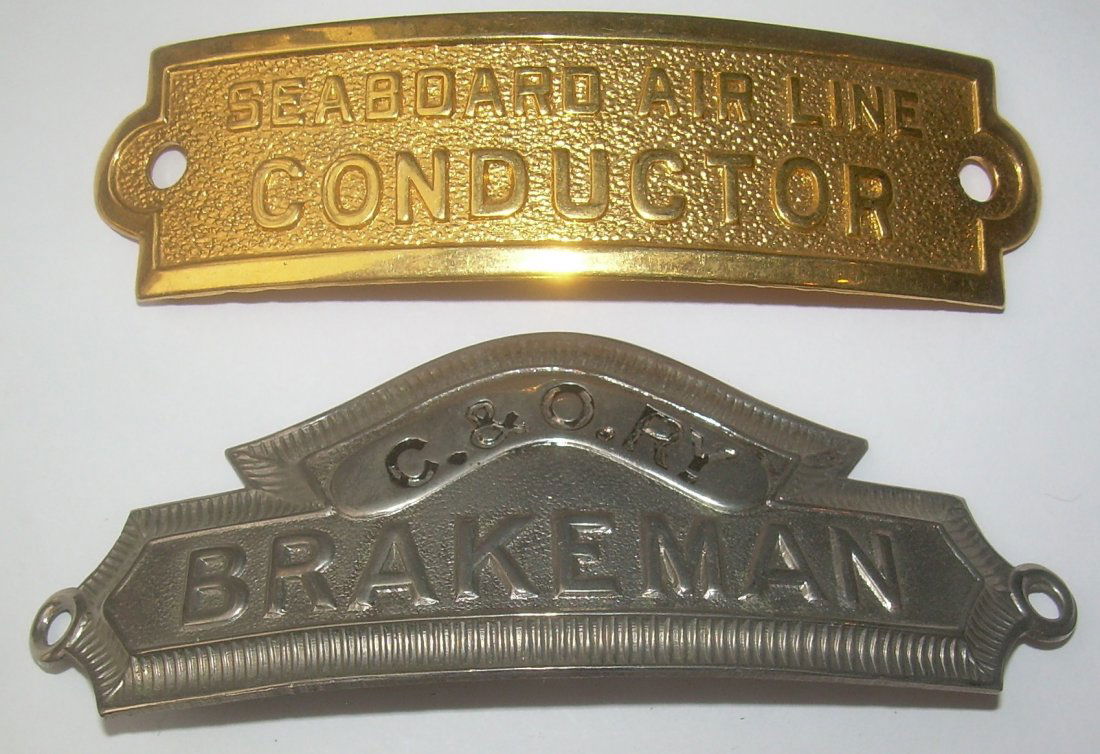 SEABOARD AIR LINE
CONDUCTOR
C. & O. RY
BRAKEMAN